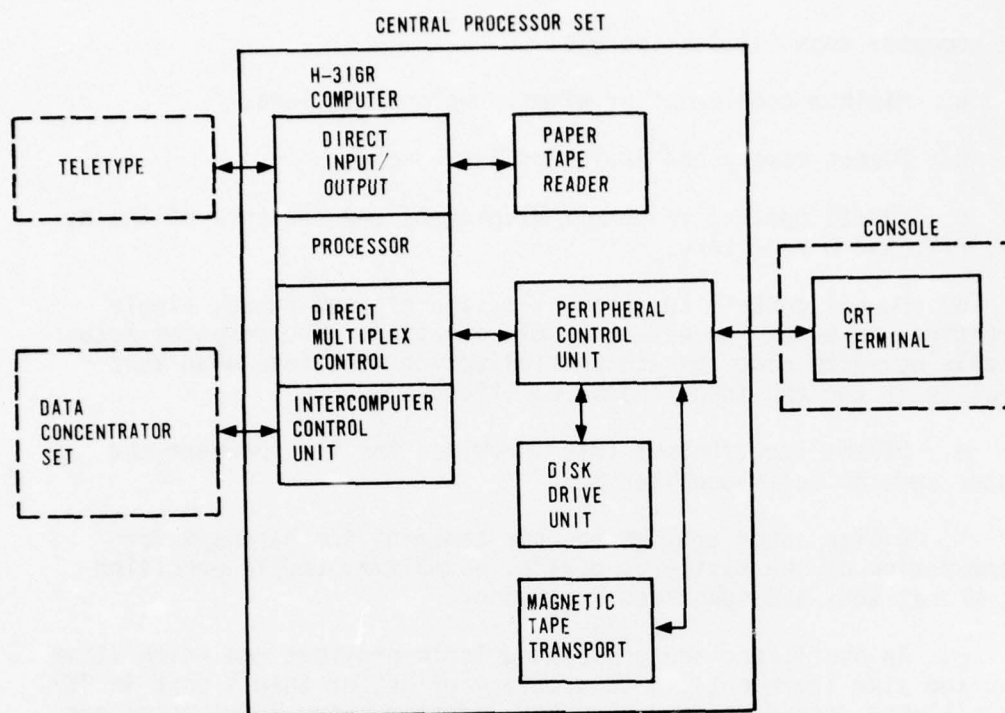 CENTRAL PROCESSOR SET
H-316R
COMPUTER
TELETYPE
DIRECT
INPUT/
OUTPUT
PROCESSOR
DIRECT
MULTIPLEX
CONTROL
INTERCOMPUTER
CONTROL
UNIT
DATA
CONCENTRATOR
SET
PAPER
TAPE
READER
PERIPHERAL
CONTROL
UNIT
DISK
DRIVE
UNIT
MAGNETIC
TAPE
TRANSPORT
CONSOLE
CRT
TERMINAL